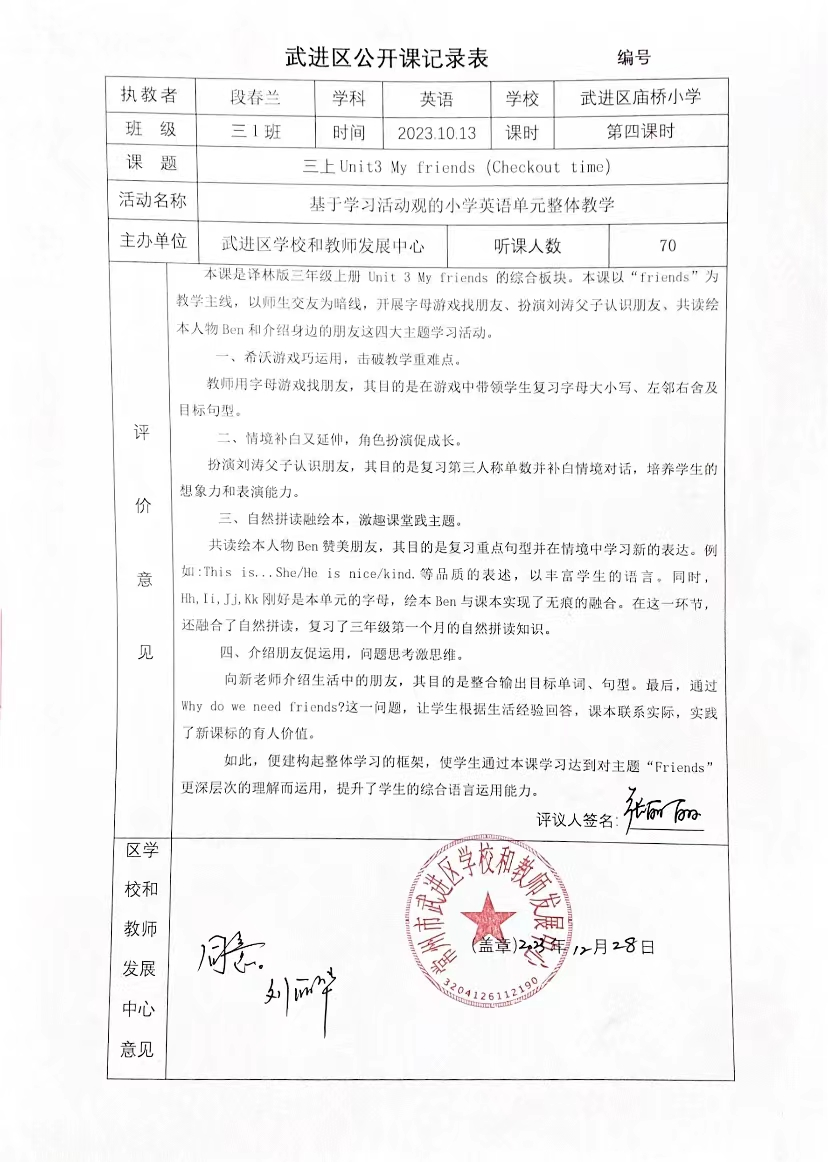 武进区公开课记录表 编号
执教者 段春兰 学科 英语 学校 武进区庙桥小学
班 级 三1班 时间 2023.10.13 课时 第四课时
课 题 三上Unit3 My friends (Checkout time)
活动名称 基于学习活动观的小学英语单元整体教学
主办单位 武进区学校和教师发展中心 听课人数 70
评价意见
本课是译林版三年级上册 Unit 3 My friends 的综合板块。本课以“friends”为
教学主线，以师生交友为暗线，开展字母游戏找朋友、扮演刘涛父子认识朋友、共读绘
本人物 Ben 和介绍身边的朋友这四大主题学习活动。
一、希沃游戏巧运用，击破教学重难点。
教师用字母游戏找朋友，其目的是在游戏中带领学生复习字母大小写、左邻右舍及
目标句型。
二、情境补白又延伸，角色扮演促成长。
扮演刘涛父子认识朋友，其目的是复习第三人称单数并补白情境对话，培养学生的
想象力和表演能力。
三、自然拼读融绘本，激趣课堂践主题。
共读绘本人物 Ben 赞美朋友，其目的是复习重点句型并在情境中学习新的表达。例
如:This is...She/He is nice/kind.等品质的表述，以丰富学生的语言。同时，
Hh,Ii,Jj,Kk 刚好是本单元的字母，绘本 Ben 与课本实现了无痕的融合。在这一环节，
还融合了自然拼读，复习了三年级第一个月的自然拼读知识。
四、介绍朋友促运用，问题思考激思维。
向新老师介绍生活中的朋友，其目的是整合输出目标单词、句型。最后，通过
Why do we need friends?这一问题，让学生根据生活经验回答，课本联系实际，实践
了新课标的育人价值。
如此，便建构起整体学习的框架，使学生通过本课学习达到对主题“Friends”
更深层次的理解而运用，提升了学生的综合语言运用能力。
评议人签名: 张丽丽
区学
校和
教师
发展
中心
意见
同意。
刘丽华
常州市武进区学校和教师发展中心
(盖章)2023年12月28日
3204126112190